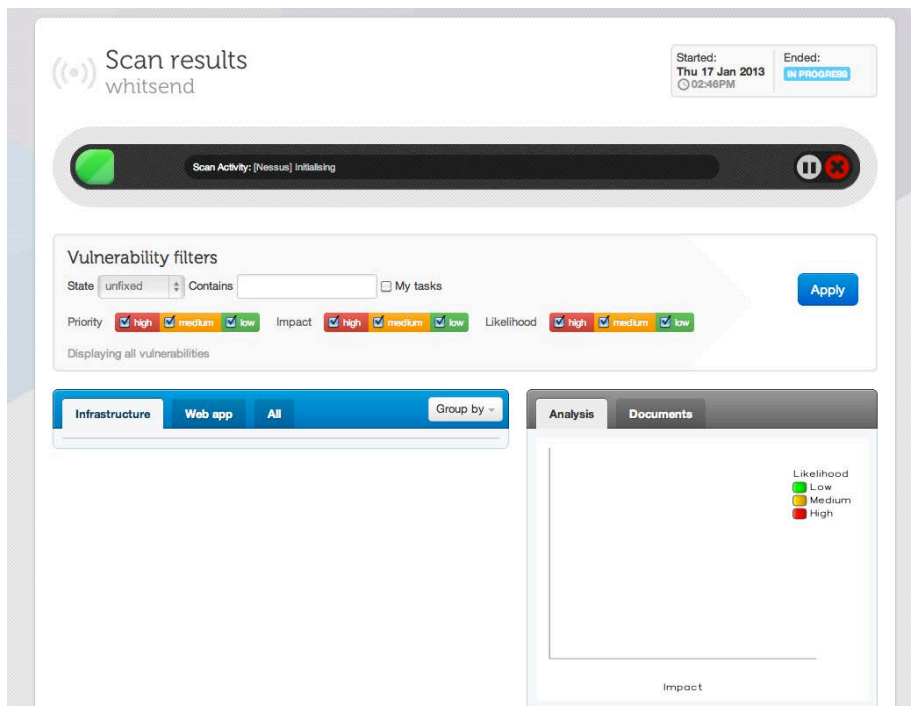 Scan results
whitsend
Started:
Thu 17 Jan 2013
02:46PM
Ended:
IN PROGRESS
Scan Activity: [Nessus] Initialising
Vulnerability filters
State unfixed Contains My tasks
Apply
Priority high medium low Impact high medium low Likelihood high medium low
Displaying all vulnerabilities
Infrastructure Web app All Group by
Analysis Documents
Likelihood
Low
Medium
High
Impact